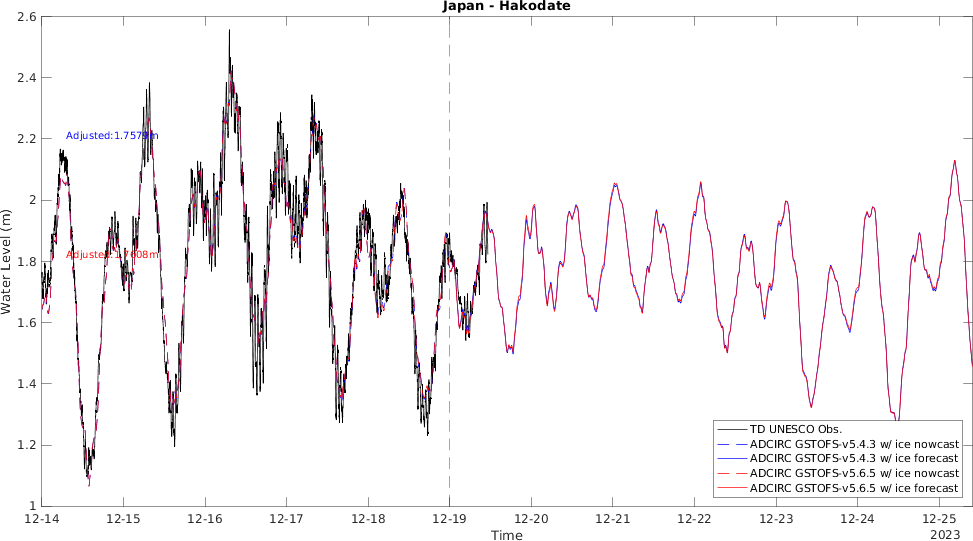 Japan - Hakodate
Water Level (m)
2.6
2.4
2.2
2
1.8
1.6
1.4
1.2
1
Adjusted:1.7579m
Adjusted:1.7608m
TD UNESCO Obs.
ADCIRC GSTOFS-v5.4.3 w/ ice nowcast
ADCIRC GSTOFS-v5.4.3 w/ ice forecast
ADCIRC GSTOFS-v5.6.5 w/ ice nowcast
ADCIRC GSTOFS-v5.6.5 w/ ice forecast
12-14 12-15 12-16 12-17 12-18 12-19 12-20 12-21 12-22 12-23 12-24 12-25
Time
2023